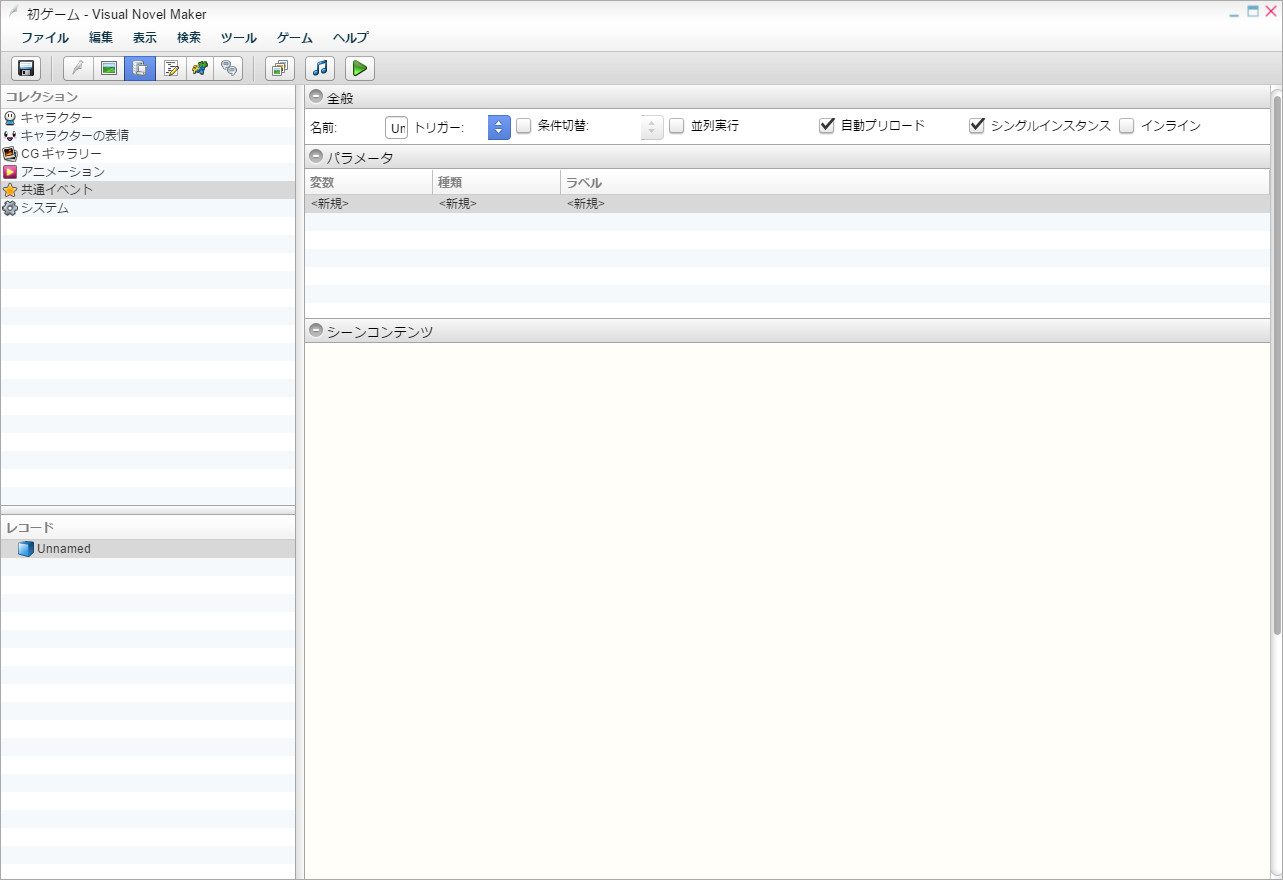 初ゲーム - Visual Novel Maker
ファイル 編集 表示 検索 ツール ゲーム ヘルプ
コレクション
キャラクター
キャラクターの表情
CG ギャラリー
アニメーション
共通イベント
システム
レコード
Unnamed
全般
名前: Un トリガー: 条件切替: 並列実行 自動プリロード シングルインスタンス インライン
パラメータ
変数 種類 ラベル
<新規> <新規> <新規>
シーンコンテンツ